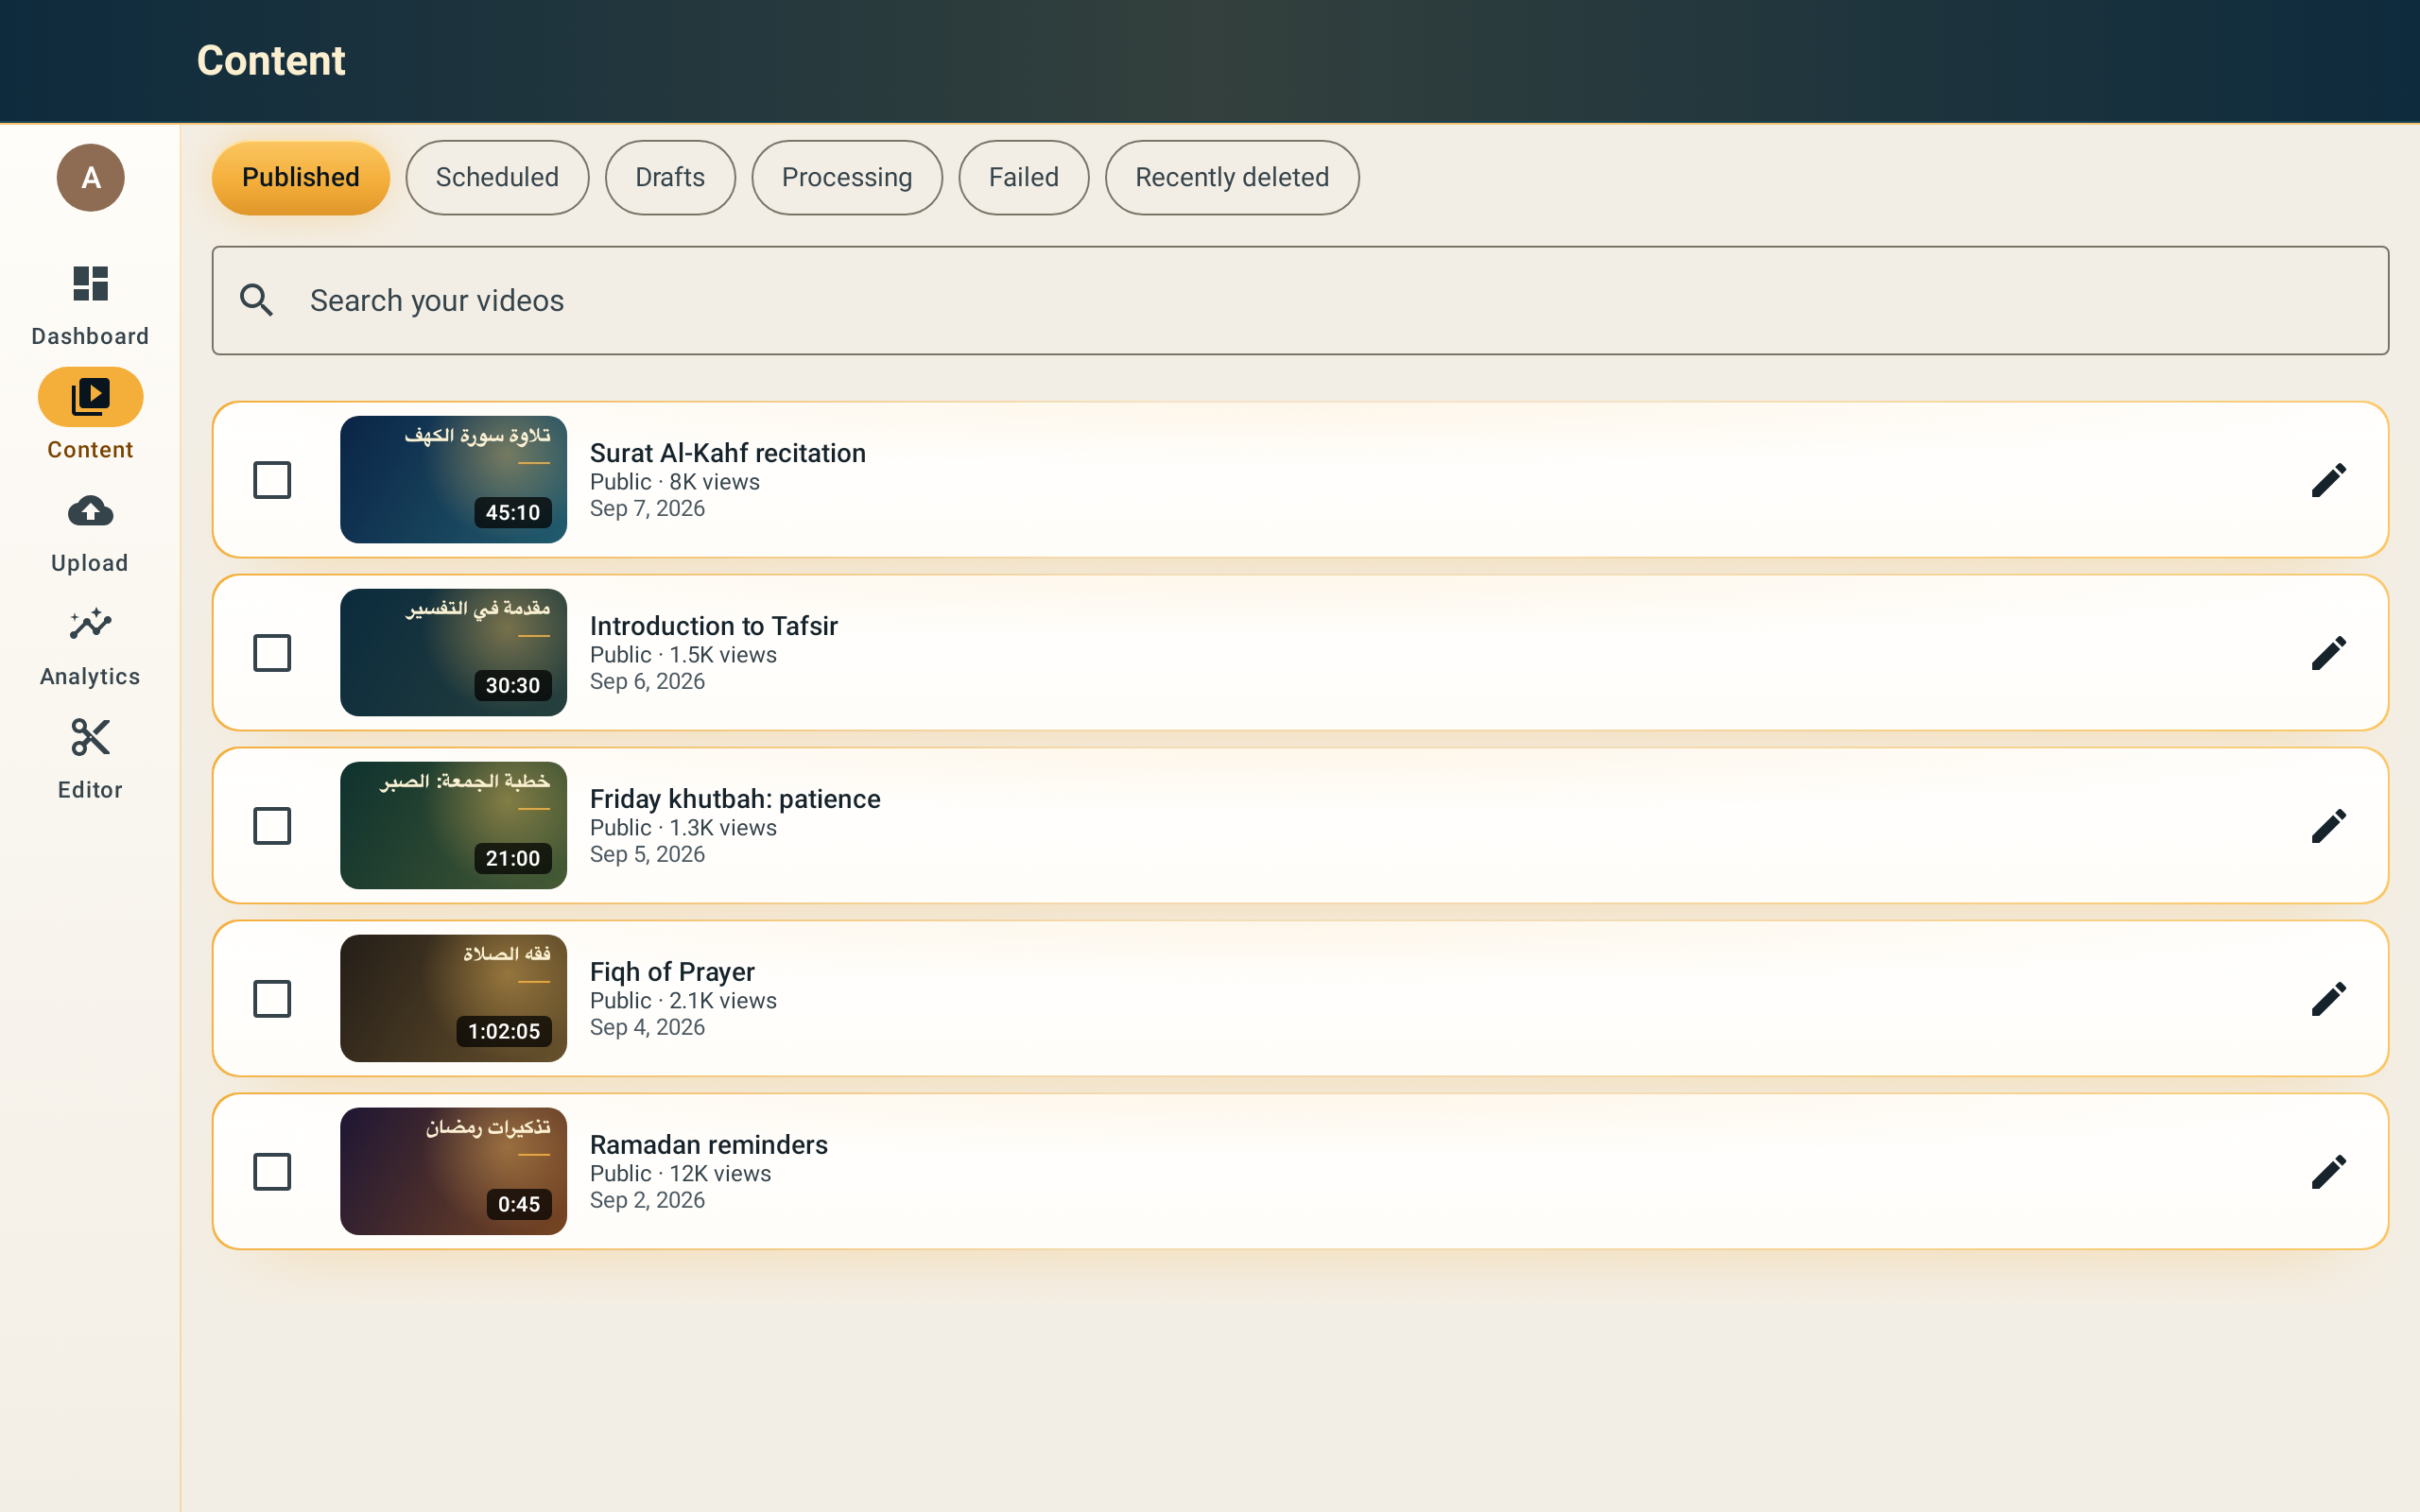 Content
A
Dashboard
Content
Upload
Analytics
Editor
Published
Scheduled
Drafts
Processing
Failed
Recently deleted
Search your videos
تلاوة سورة الكهف
45:10
Surat Al-Kahf recitation
Public · 8K views
Sep 7, 2026
مقدمة في التفسير
30:30
Introduction to Tafsir
Public · 1.5K views
Sep 6, 2026
خطبة الجمعة: الصبر
21:00
Friday khutbah: patience
Public · 1.3K views
Sep 5, 2026
فقه الصلاة
1:02:05
Fiqh of Prayer
Public · 2.1K views
Sep 4, 2026
تذكيرات رمضان
0:45
Ramadan reminders
Public · 12K views
Sep 2, 2026